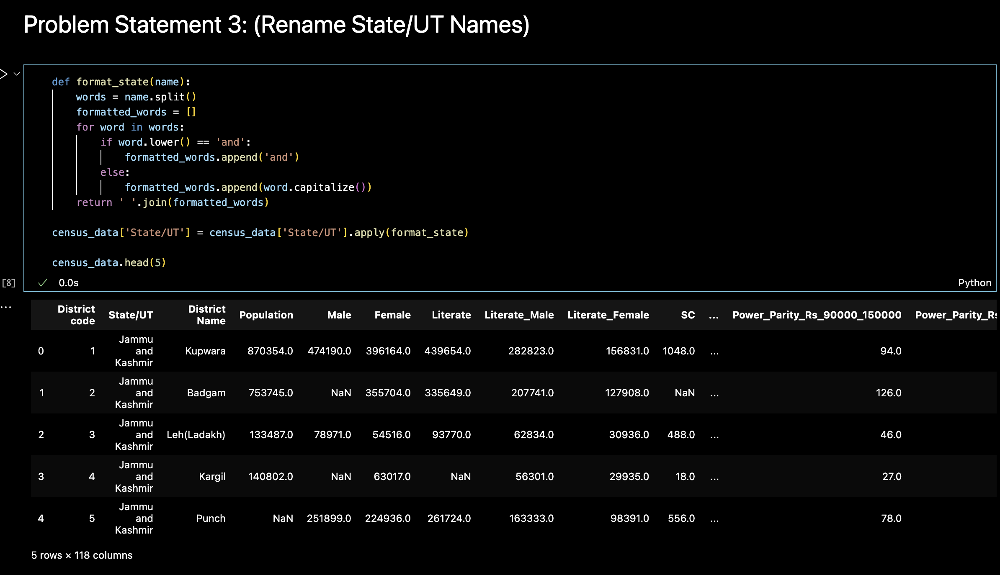 Problem Statement 3: (Rename State/UT Names)
def format_state(name):
    words = name.split()
    formatted_words = []
    for word in words:
        if word.lower() == 'and':
            formatted_words.append('and')
        else:
            formatted_words.append(word.capitalize())
    return ' '.join(formatted_words)
census_data['State/UT'] = census_data['State/UT'].apply(format_state)
census_data.head(5)
[8] 0.0s Python
...
District code State/UT District Name Population Male Female Literate Literate_Male Literate_Female SC ... Power_Parity_Rs_90000_150000 Power_Parity_Rs
0 1 Jammu and Kashmir Kupwara 870354.0 474190.0 396164.0 439654.0 282823.0 156831.0 1048.0 ... 94.0
1 2 Jammu and Kashmir Badgam 753745.0 NaN 355704.0 335649.0 207741.0 127908.0 NaN ... 126.0
2 3 Jammu and Kashmir Leh(Ladakh) 133487.0 78971.0 54516.0 93770.0 62834.0 30936.0 488.0 ... 46.0
3 4 Jammu and Kashmir Kargil 140802.0 NaN 63017.0 NaN 56301.0 29935.0 18.0 ... 27.0
4 5 Jammu and Kashmir Punch NaN 251899.0 224936.0 261724.0 163333.0 98391.0 556.0 ... 78.0
5 rows × 118 columns